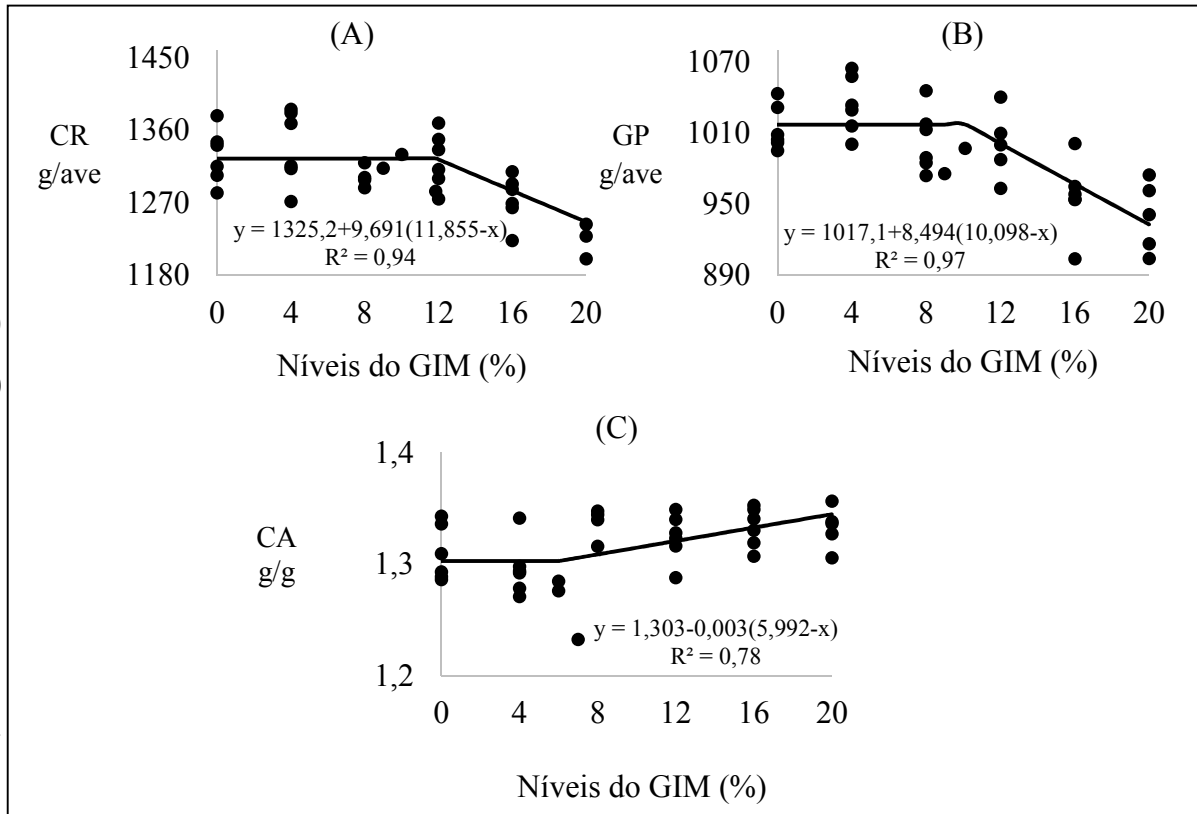 (A)
1450
1360
1270
1180
CR
g/ave
y = 1325,2+9,691(11,855-x)
R² = 0,94
0 4 8 12 16 20
Níveis do GIM (%)
(B)
1070
1010
950
890
GP
g/ave
y = 1017,1+8,494(10,098-x)
R² = 0,97
0 4 8 12 16 20
Níveis do GIM (%)
(C)
1,4
1,3
1,2
CA
g/g
y = 1,303-0,003(5,992-x)
R² = 0,78
0 4 8 12 16 20
Níveis do GIM (%)